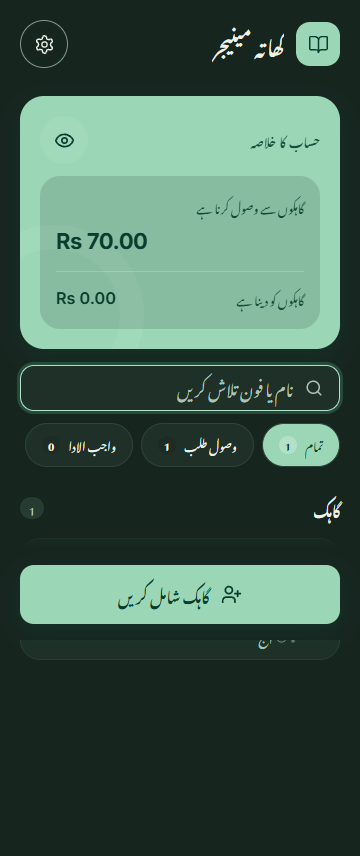 کھاتہ مینیجر
حساب کا خلاصہ
گاہکوں سے وصول کرنا ہے
Rs 70.00
گاہکوں کو دینا ہے
Rs 0.00
نام یا فون تلاش کریں
تمام 1
وصول طلب 1
واجب الادا 0
گاہک
1
گاہک شامل کریں